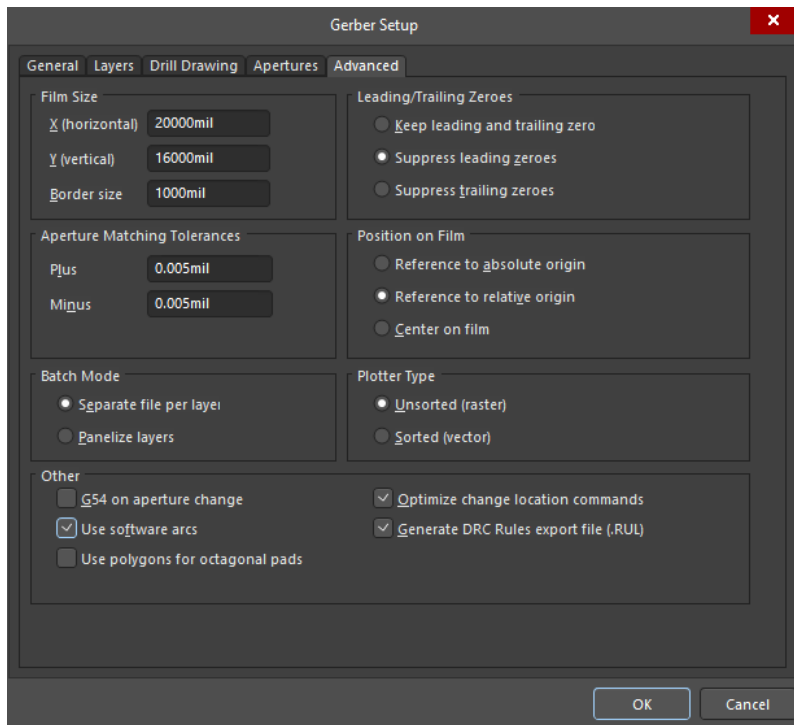 Gerber Setup
General Layers Drill Drawing Apertures Advanced
Film Size
X (horizontal) 20000mil
Y (vertical) 16000mil
Border size 1000mil
Leading/Trailing Zeroes
Keep leading and trailing zero
Suppress leading zeroes
Suppress trailing zeroes
Aperture Matching Tolerances
Plus 0.005mil
Minus 0.005mil
Position on Film
Reference to absolute origin
Reference to relative origin
Center on film
Batch Mode
Separate file per layer
Panelize layers
Plotter Type
Unsorted (raster)
Sorted (vector)
Other
G54 on aperture change
Use software arcs
Use polygons for octagonal pads
Optimize change location commands
Generate DRC Rules export file (.RUL)
OK Cancel